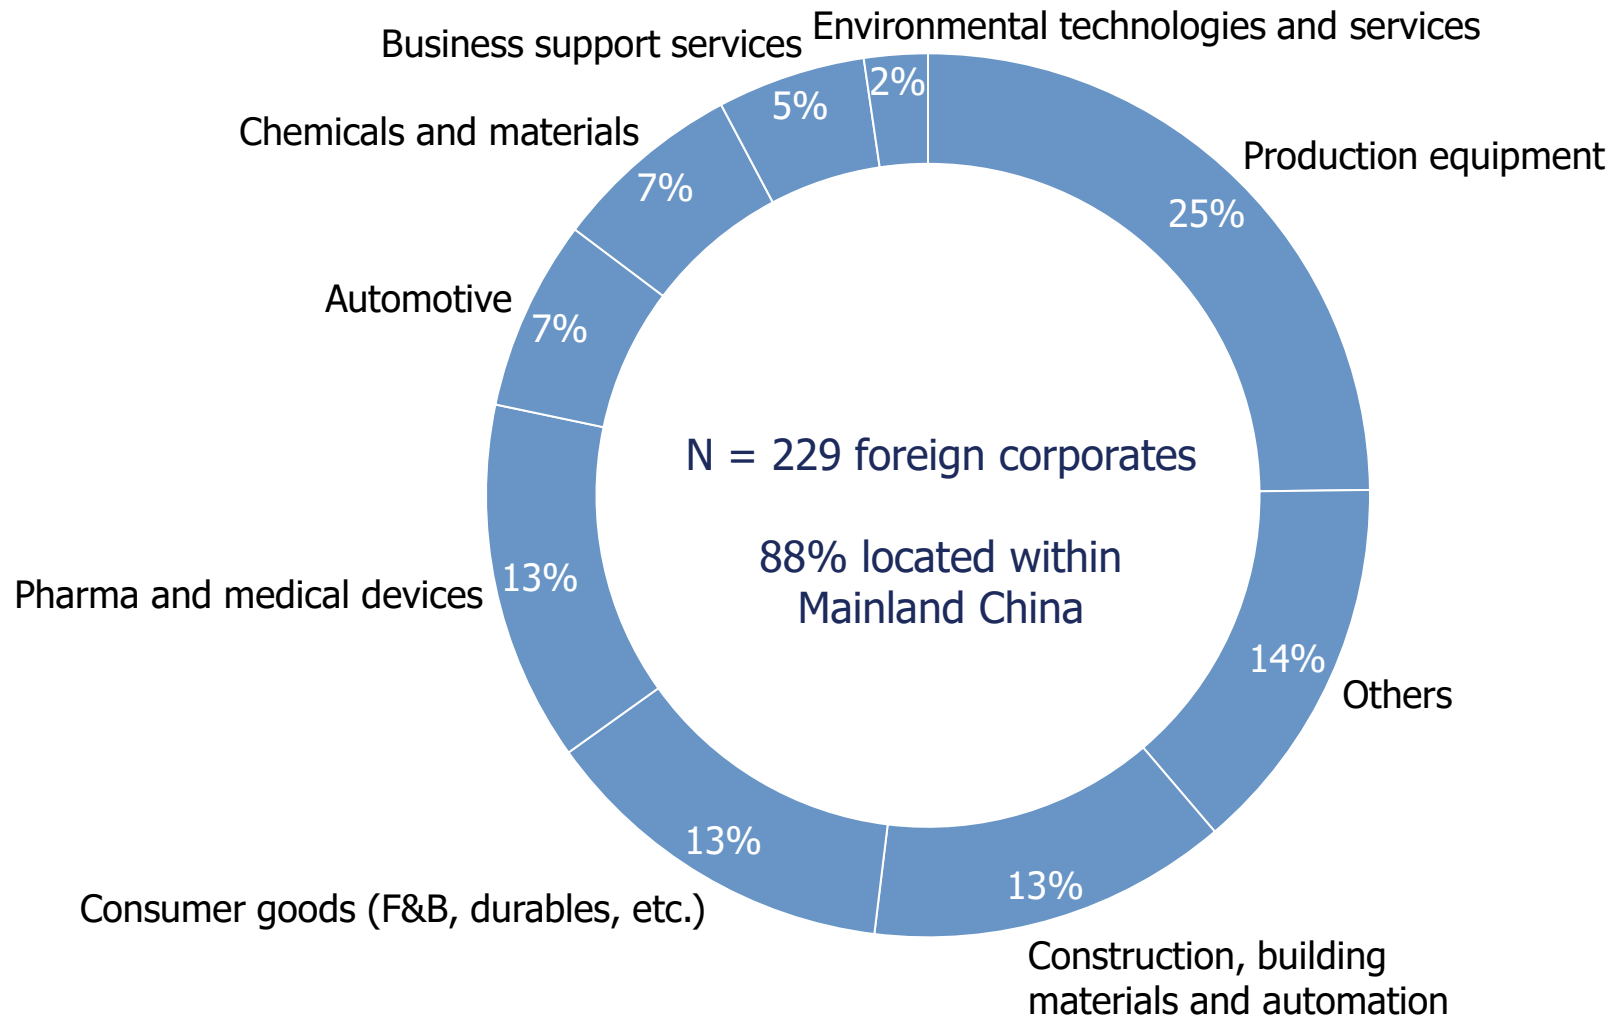 Environmental technologies and services
2%
Production equipment
25%
Others
14%
Construction, building
materials and automation
13%
Consumer goods (F&B, durables, etc.)
13%
Pharma and medical devices
13%
Automotive
7%
Chemicals and materials
7%
Business support services
5%
N = 229 foreign corporates
88% located within
Mainland China